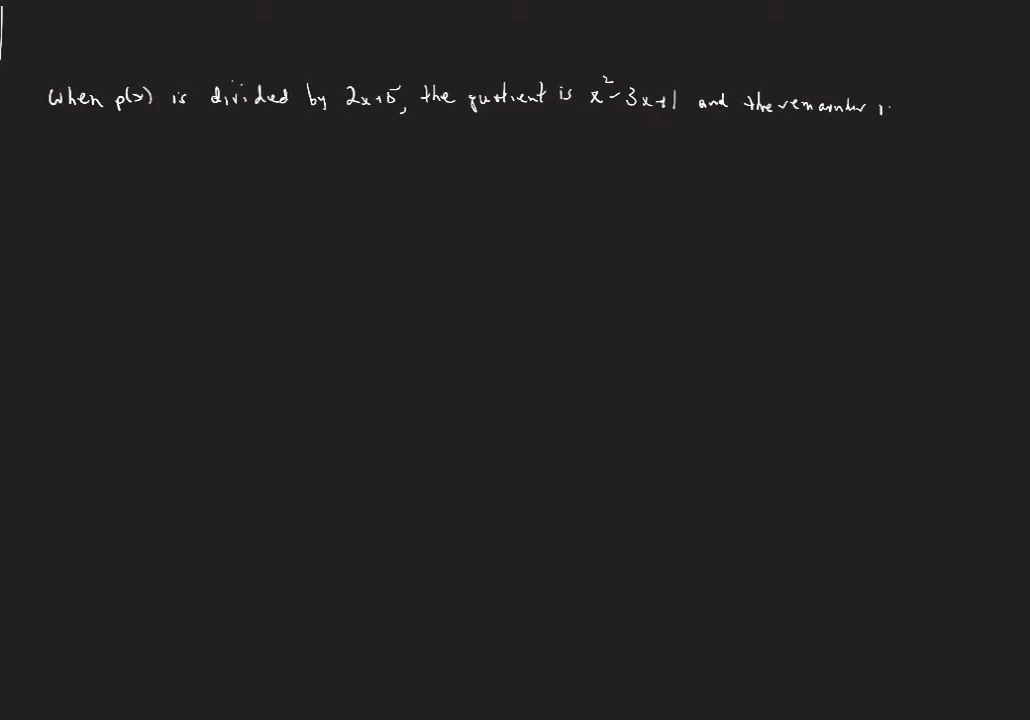 When p(x) is divided by 2x+5, the quotient is x² - 3x+1 and the remainder